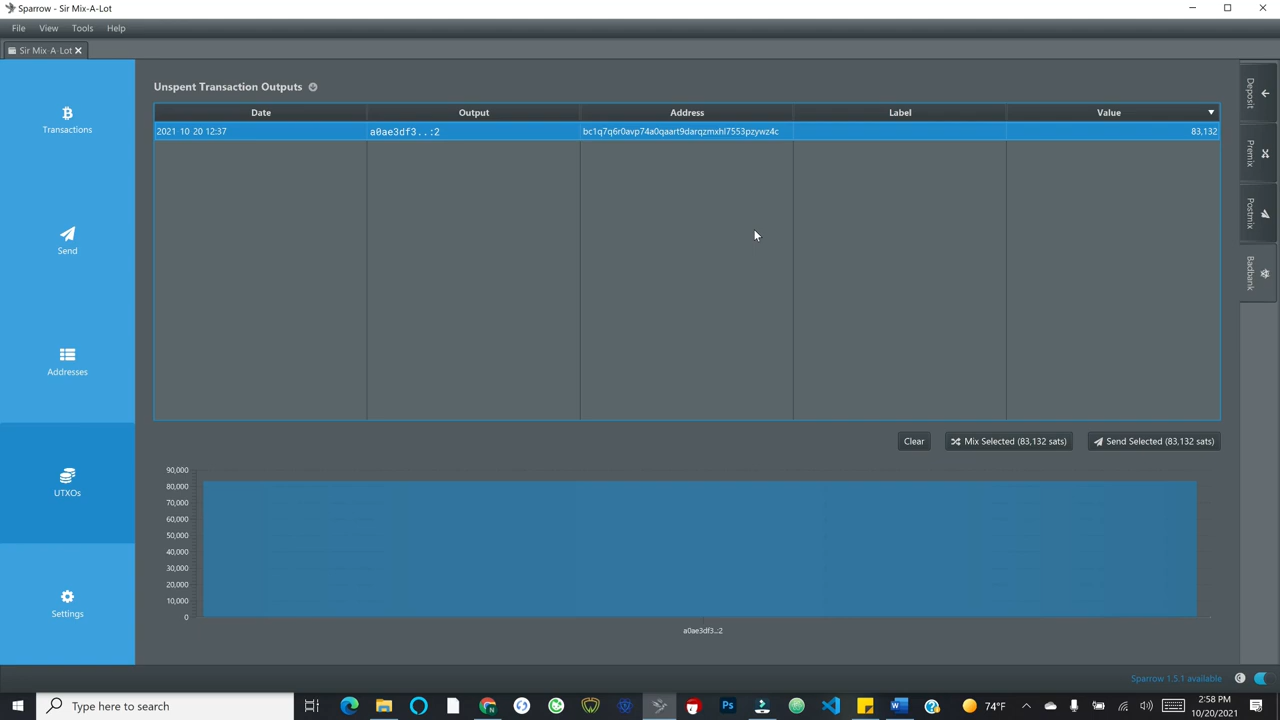 Sparrow - Sir Mix-A-Lot
File View Tools Help
Sir Mix-A-Lot
Transactions
Send
Addresses
UTXOs
Settings
Unspent Transaction Outputs
Date Output Address Label Value
2021 10 20 12:37 a0ae3df3..:2 bc1q7q6r0avp74a0qaart9darqzmxhl7553pzywz4c 83,132
Clear Mix Selected (83,132 sats) Send Selected (83,132 sats)
90,000
80,000
70,000
60,000
50,000
40,000
30,000
20,000
10,000
0
a0ae3df3..:2
Deposit
Premix
Postmix
Badbank
Sparrow 1.5.1 available
Type here to search
74°F
2:58 PM
10/20/2021